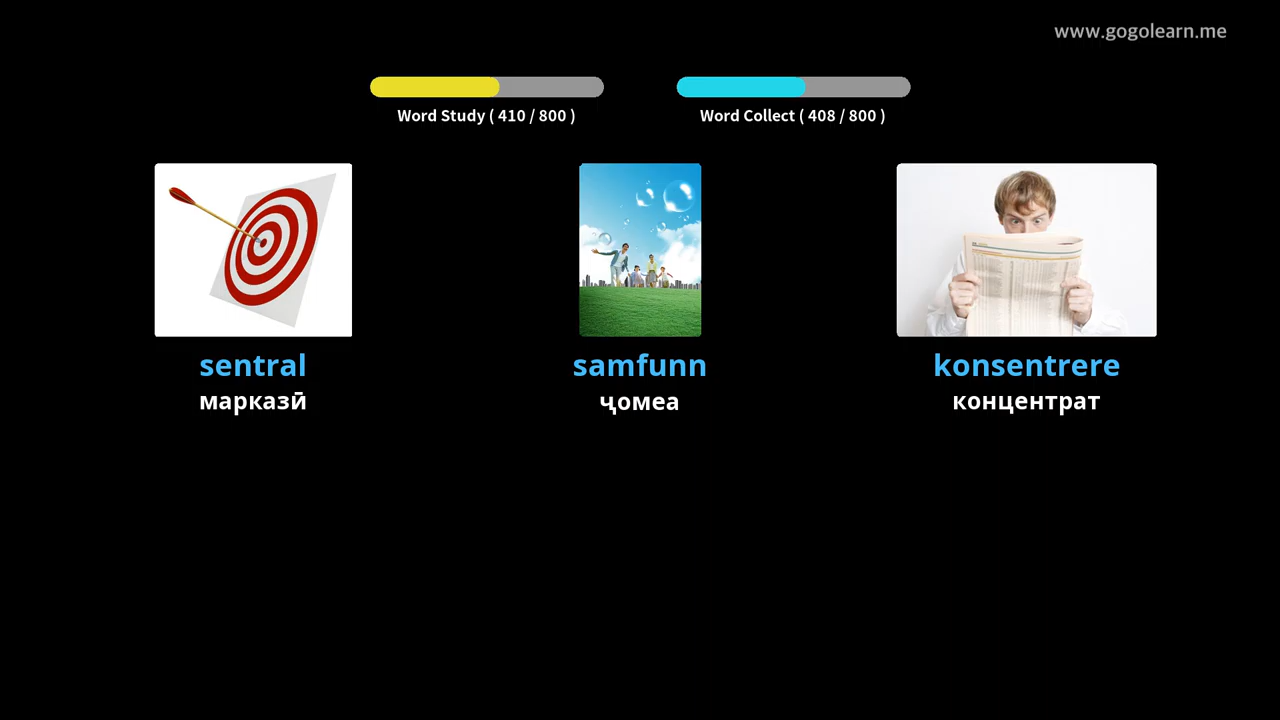 www.gogolearn.me
Word Study ( 410 / 800 )
Word Collect ( 408 / 800 )
sentral
марказӣ
samfunn
ҷомеа
konsentrere
концентрат